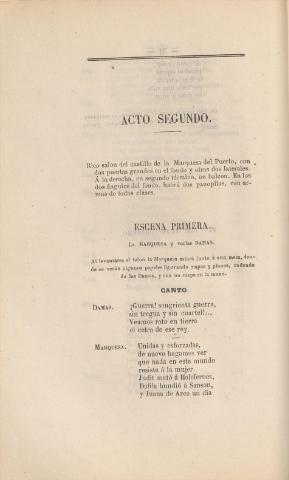 ACTO SEGUNDO.
Rico salon del castillo de la Marquesa del Puerto, con
dos puertas grandes en el fondo y otras dos laterales.
Á la derecha, en segundo término, un balcon. En los
dos ángulos del fondo, habrá dos panoplias, con ar-
mas de todas clases.
ESCENA PRIMERA.
LA MARQUESA y varias DAMAS.
Al levantarse el telon la Marquesa estará junto á una mesa, don-
de se verán algunos papeles figurando mapas y planos, rodeada
de las Damas, y con un mapa en la mano.
CANTO
DAMAS. ¡Guerra! sangrienta guerra,
sin tregua y sin cuartel!...
Veamos roto en tierra
el cetro de ese rey.
MARQUESA. Unidas y esforzadas,
de nuevo hagamos ver
que nada en este mundo
resiste á la mujer.
Judit mató á Holofernes,
Dalila hundió á Sanson,
y Juana de Arco un dia